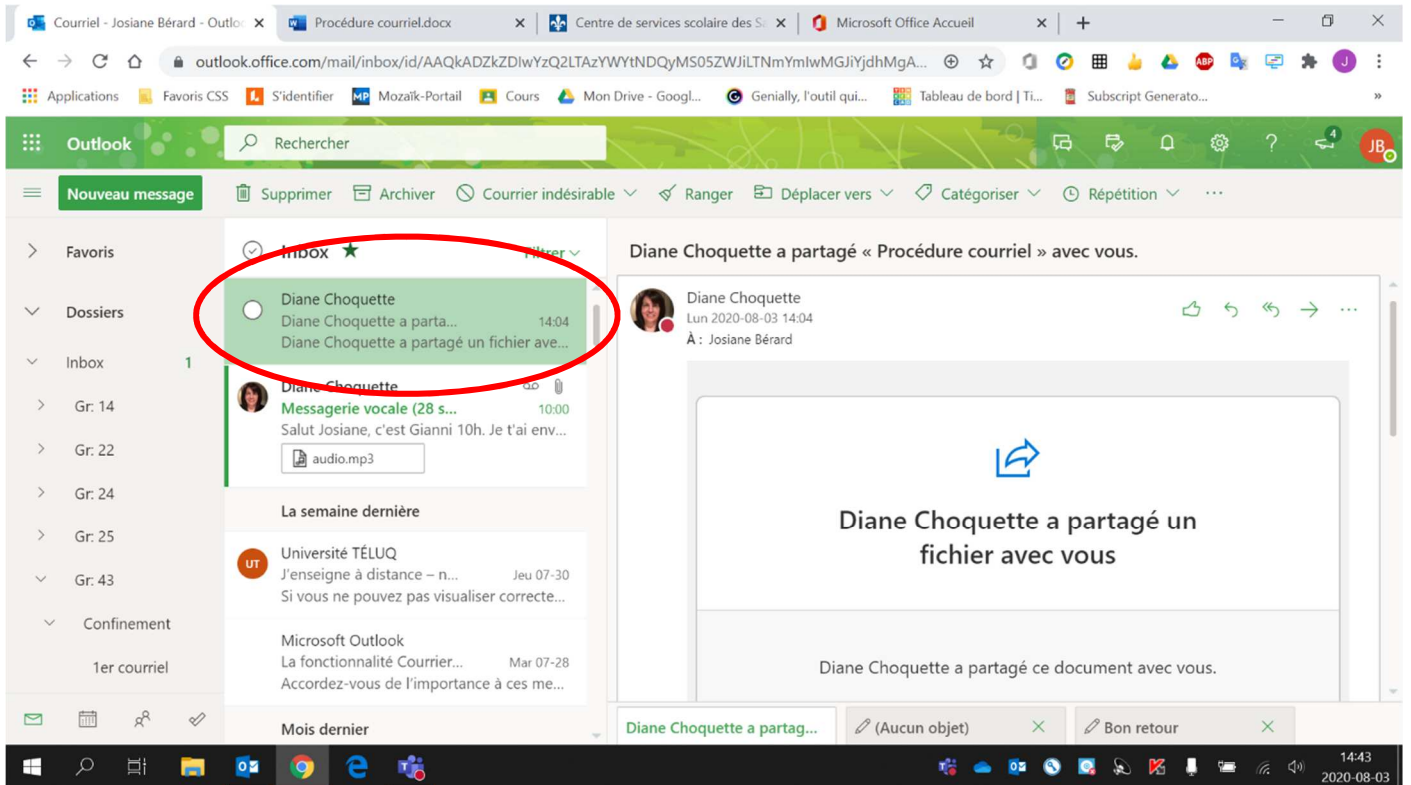 Courriel - Josiane Bérard - Outloo
Procédure courriel.docx
Centre de services scolaire des Sa
Microsoft Office Accueil
outlook.office.com/mail/inbox/id/
Applications
Favoris CSS
S'identifier
Mozaïk-Portail
Cours
Mon Drive - Googl...
Genially, l'outil qui...
Tableau de bord | Ti...
Subscript Generato...
Outlook
Rechercher
4
JB
Nouveau message
Supprimer
Archiver
Courrier indésirable
Ranger
Déplacer vers
Catégoriser
Répétition
Favoris
Dossiers
Inbox 1
Gr: 14
Gr: 22
Gr: 24
Gr: 25
Gr: 43
Confinement
1er courriel
Inbox
Filtrer
Diane Choquette
Diane Choquette a parta... 14:04
Diane Choquette a partagé un fichier ave...
Diane Choquette
Messagerie vocale (28 s... 10:00
Salut Josiane, c'est Gianni 10h. Je t'ai env...
audio.mp3
La semaine dernière
UT
Université TÉLUQ
J'enseigne à distance – n... Jeu 07-30
Si vous ne pouvez pas visualiser correcte...
Microsoft Outlook
La fonctionnalité Courrier... Mar 07-28
Accordez-vous de l'importance à ces me...
Mois dernier
Diane Choquette a partagé « Procédure courriel » avec vous.
Diane Choquette
Lun 2020-08-03 14:04
À : Josiane Bérard
Diane Choquette a partagé un
fichier avec vous
Diane Choquette a partagé ce document avec vous.
Diane Choquette a partag...
(Aucun objet)
Bon retour
14:43
2020-08-03